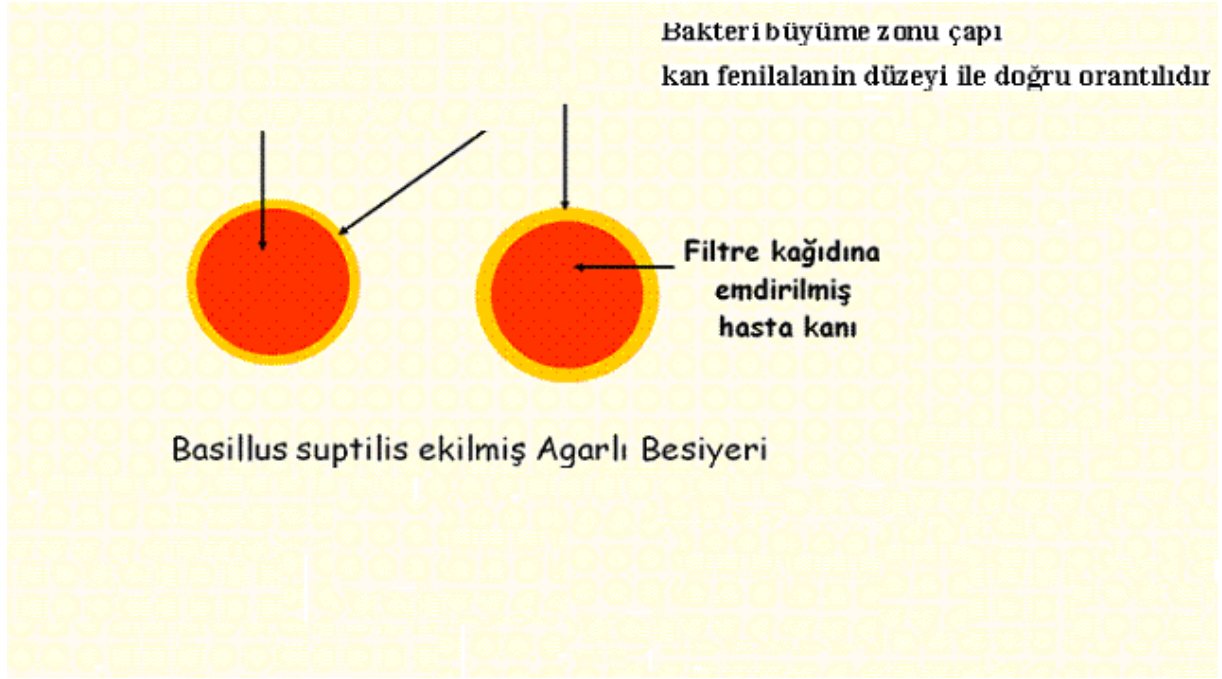 Bakteri büyüme zonu çapı
kan fenilalanin düzeyi ile doğru orantılıdır
Filtre kağıdına
emdirilmiş
hasta kanı
Basillus suptilis ekilmiş Agarlı Besiyeri